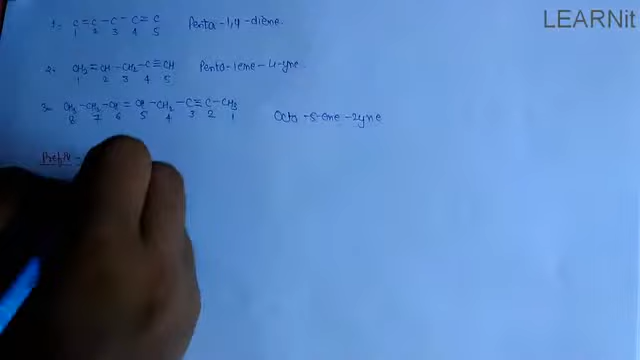 LEARNit
1:- C=C-C-C=C Penta-1,4-diene.
1 2 3 4 5
2:- CH2=CH-CH2-C≡CH Penta-1ene-4-yne.
1 2 3 4 5
3:- CH3-CH2-CH=CH-CH2-C≡C-CH3
8 7 6 5 4 3 2 1
Octa-5-ene-2yne
Prefix-